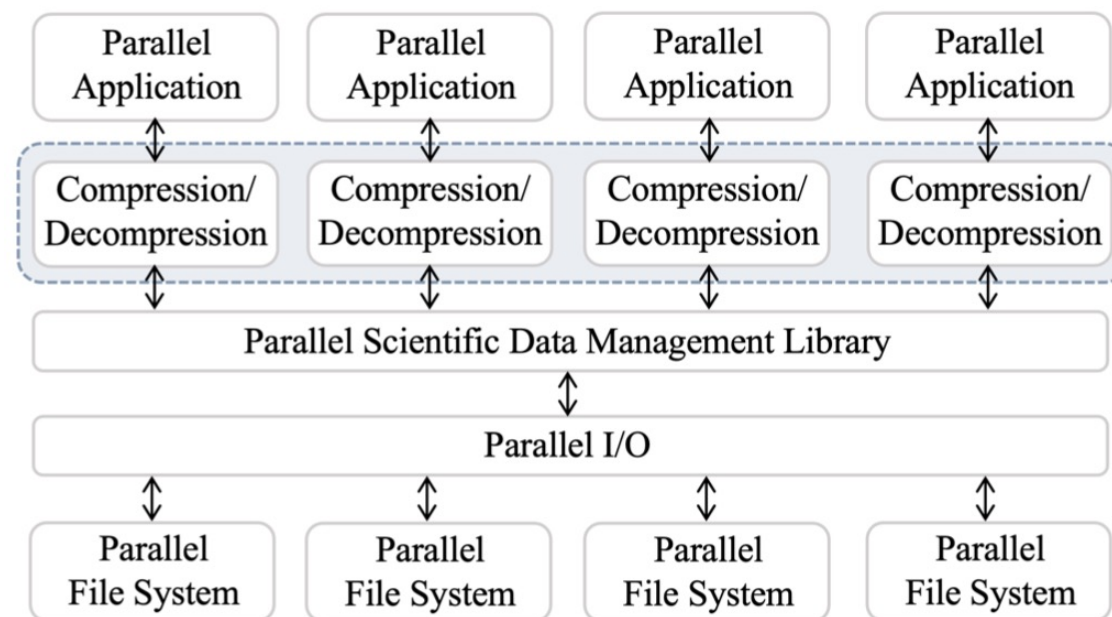 Parallel
Application
Parallel
Application
Parallel
Application
Parallel
Application
Compression/
Decompression
Compression/
Decompression
Compression/
Decompression
Compression/
Decompression
Parallel Scientific Data Management Library
Parallel I/O
Parallel
File System
Parallel
File System
Parallel
File System
Parallel
File System